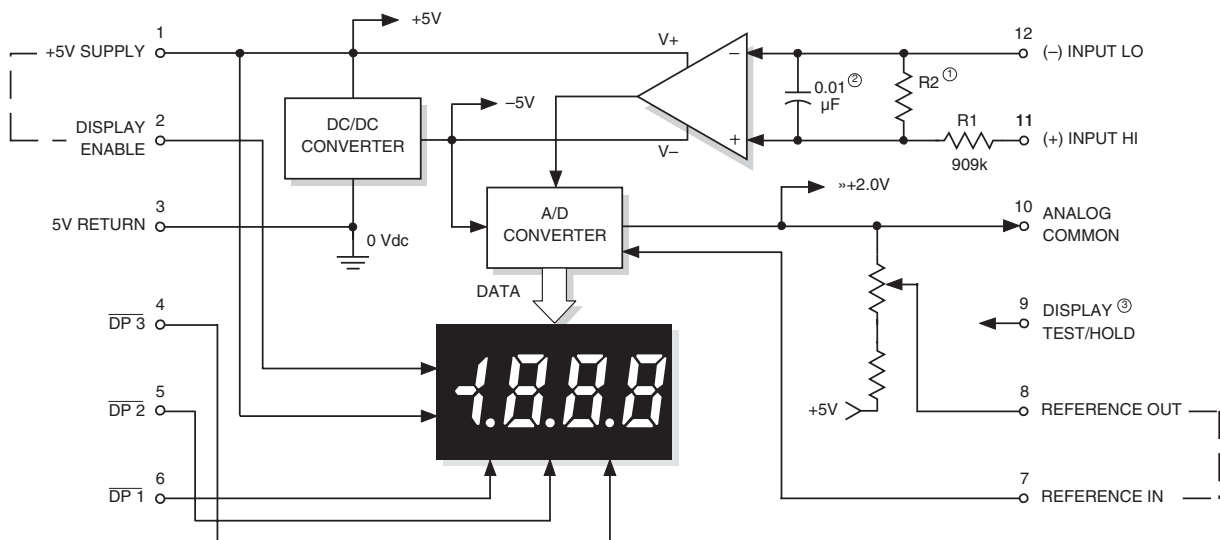 +5V SUPPLY
1
DISPLAY
ENABLE
2
5V RETURN
3
DP 3
4
DP 2
5
DP 1
6
+5V
DC/DC
CONVERTER
–5V
0 Vdc
V+
V–
–
+
0.01 ②
µF
R2 ①
R1
909k
12
(–) INPUT LO
11
(+) INPUT HI
A/D
CONVERTER
»+2.0V
10
ANALOG
COMMON
DATA
9
DISPLAY ③
TEST/HOLD
+5V
8
REFERENCE OUT
7
REFERENCE IN
-1.8.8.8